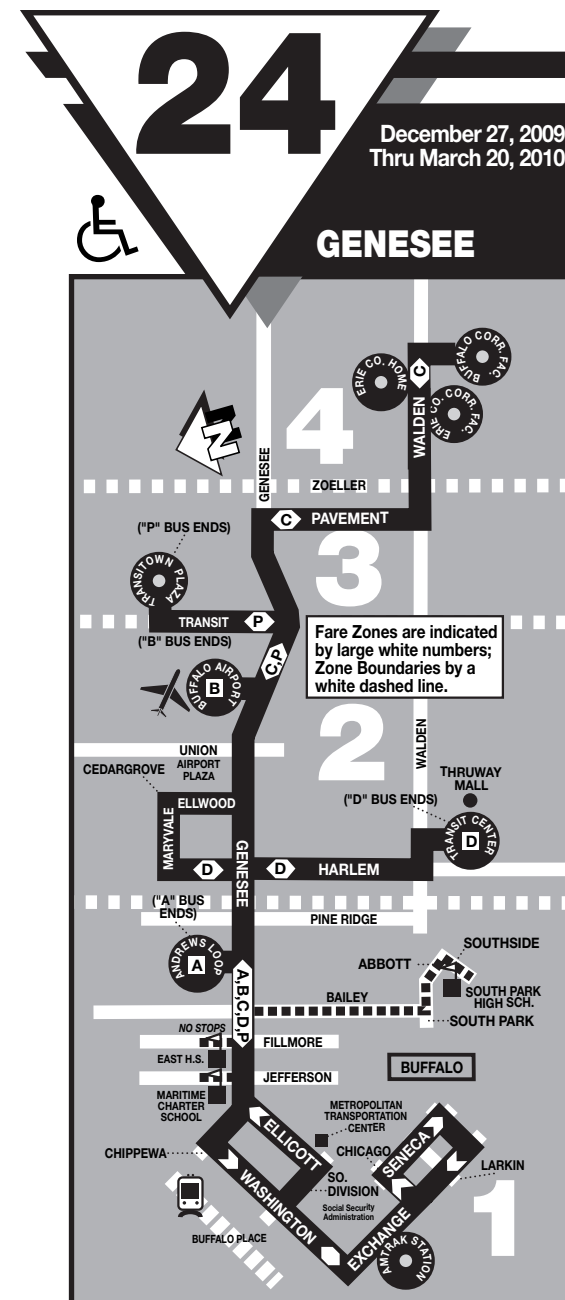 24
December 27, 2009
Thru March 20, 2010
GENESEE
BUFFALO CORR. FAC.
ERIE CO. HOME
C
ERIE CO. CORR. FAC.
WALDEN
4
N
GENESEE
ZOELLER
C PAVEMENT
("P" BUS ENDS)
3
TRANSITOWN PLAZA
TRANSIT P
("B" BUS ENDS)
Fare Zones are indicated
by large white numbers;
Zone Boundaries by a
white dashed line.
C,P
BUFFALO AIRPORT
B
2
WALDEN
UNION
AIRPORT
PLAZA
CEDARGROVE
THRUWAY
MALL
ELLWOOD
("D" BUS ENDS)
MARYVALE
TRANSIT CENTER
D
GENESEE
D
D HARLEM
("A" BUS
ENDS)
PINE RIDGE
ANDREWS LOOP
A
SOUTHSIDE
ABBOTT
A,B,C,D,P
SOUTH PARK
HIGH SCH.
BAILEY
SOUTH PARK
NO STOPS
FILLMORE
EAST H.S.
BUFFALO
JEFFERSON
MARITIME
CHARTER
SCHOOL
METROPOLITAN
TRANSPORTATION
CENTER
ELLICOTT
CHIPPEWA
CHICAGO
SENECA
LARKIN
SO.
DIVISION
WASHINGTON
Social Security
Administration
1
BUFFALO PLACE
EXCHANGE
AMTRAK STATION